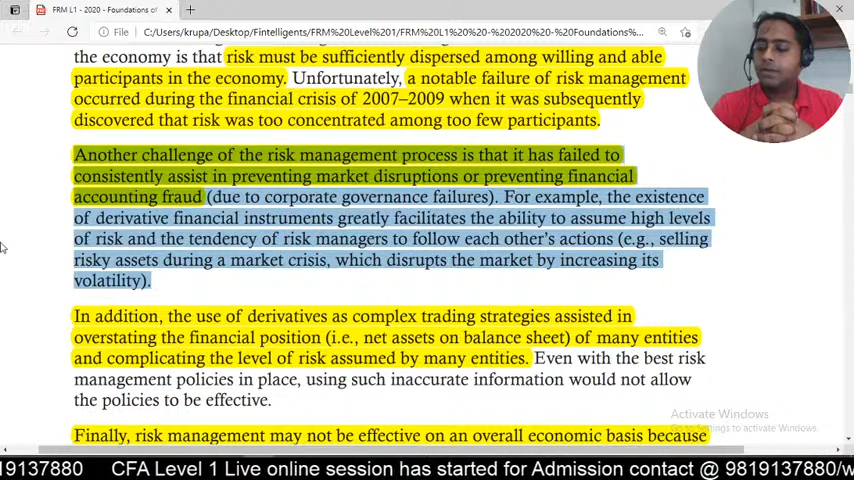 FRM L1 - 2020 - Foundations of
File
C:/Users/krupa/Desktop/Fintelligents/FRM%20Level%201/FRM%20L1%20%20-%202020%20-%20Foundations%...
the economy is that risk must be sufficiently dispersed among willing and able
participants in the economy. Unfortunately, a notable failure of risk management
occurred during the financial crisis of 2007–2009 when it was subsequently
discovered that risk was too concentrated among too few participants.
Another challenge of the risk management process is that it has failed to
consistently assist in preventing market disruptions or preventing financial
accounting fraud (due to corporate governance failures). For example, the existence
of derivative financial instruments greatly facilitates the ability to assume high levels
of risk and the tendency of risk managers to follow each other's actions (e.g., selling
risky assets during a market crisis, which disrupts the market by increasing its
volatility).
In addition, the use of derivatives as complex trading strategies assisted in
overstating the financial position (i.e., net assets on balance sheet) of many entities
and complicating the level of risk assumed by many entities. Even with the best risk
management policies in place, using such inaccurate information would not allow
the policies to be effective.
Activate Windows
Go to Settings to activate Windows.
Finally, risk management may not be effective on an overall economic basis because
19137880 CFA Level 1 Live online session has started for Admission contact @ 9819137880/w